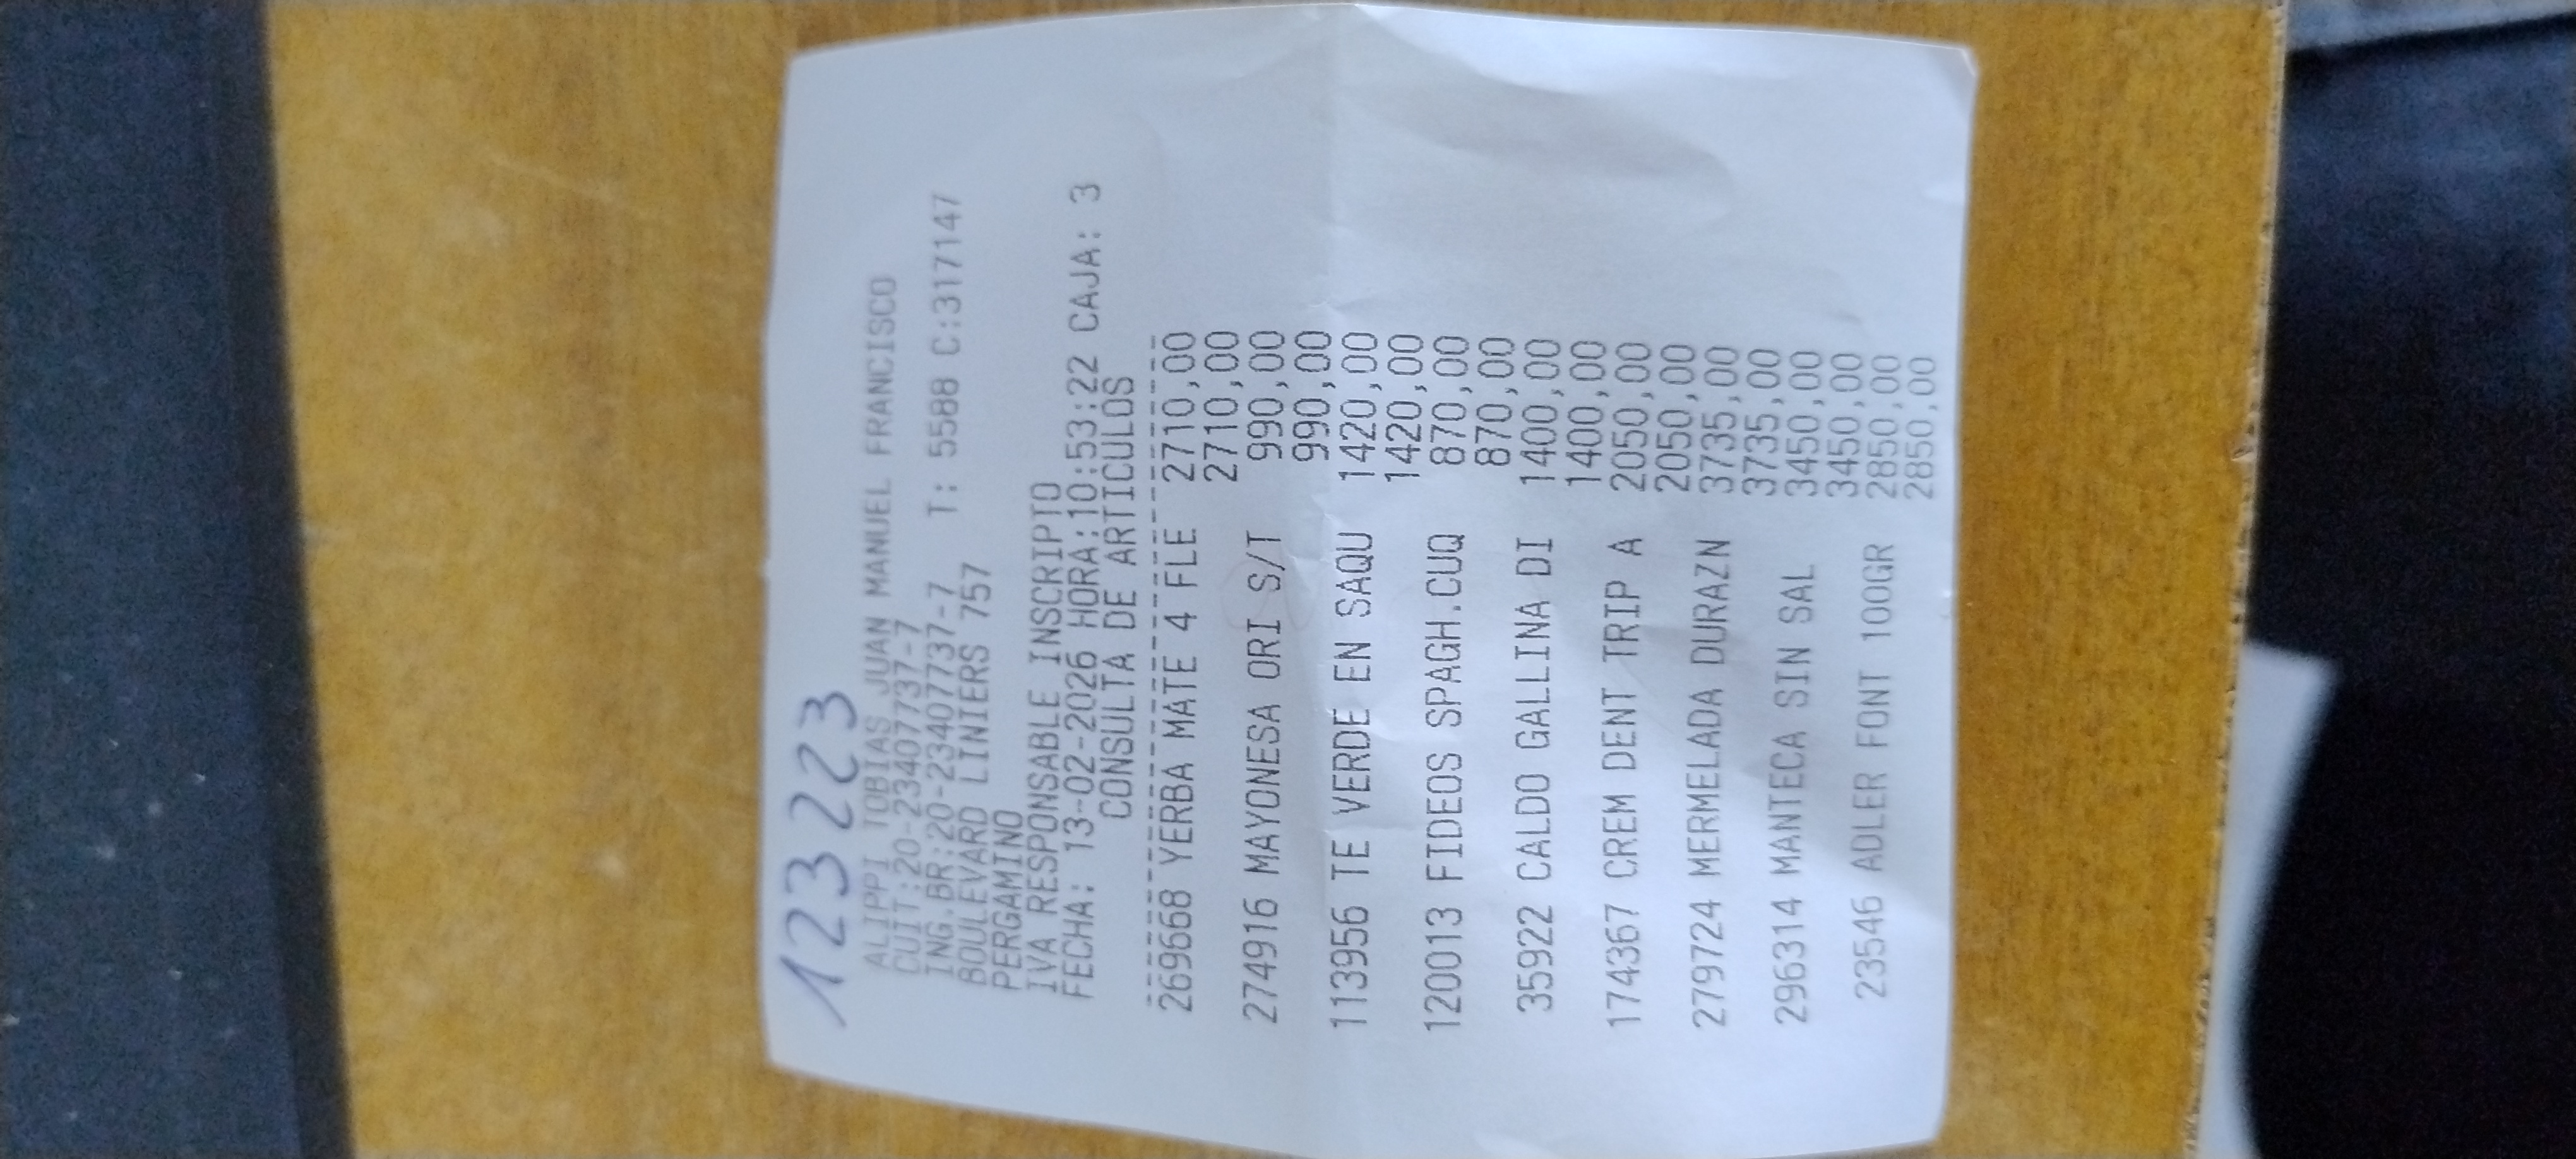 123223
ALIPPI TOBIAS JUAN MANUEL FRANCISCO
CUIT:20-23407737-7
ING.BR:20-23407737-7 T: 5588 C:317147
BOULEVARD LINIERS 757
PERGAMINO
IVA RESPONSABLE INSCRIPTO
FECHA: 13-02-2026 HORA:10:53:22 CAJA: 3
CONSULTA DE ARTICULOS
------------------------------------
269668 YERBA MATE 4 FLE 2710,00
2710,00
274916 MAYONESA ORI S/T 990,00
990,00
113956 TE VERDE EN SAQU 1420,00
1420,00
120013 FIDEOS SPAGH.CUQ 870,00
870,00
35922 CALDO GALLINA DI 1400,00
1400,00
174367 CREM DENT TRIP A 2050,00
2050,00
279724 MERMELADA DURAZN 3735,00
3735,00
296314 MANTECA SIN SAL 3450,00
3450,00
23546 ADLER FONT 100GR 2850,00
2850,00